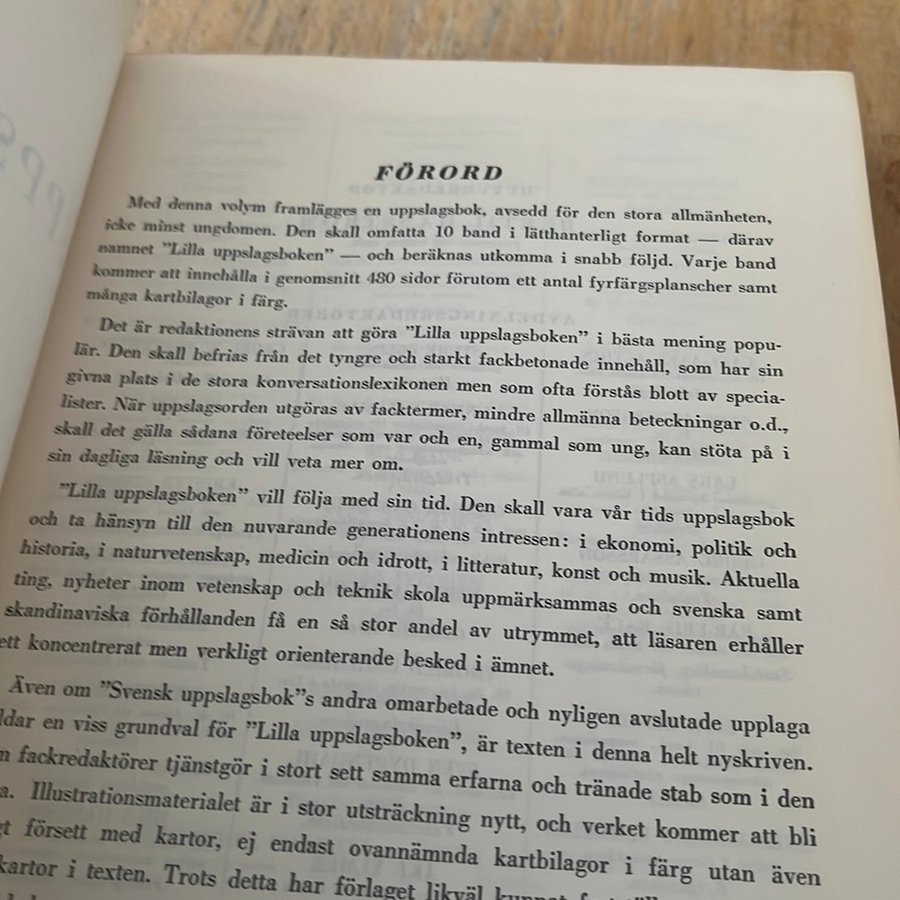 FÖRORD
Med denna volym framlägges en uppslagsbok, avsedd för den stora allmänheten,
icke minst ungdomen. Den skall omfatta 10 band i lätthanterligt format — därav
namnet ”Lilla uppslagsboken” — och beräknas utkomma i snabb följd. Varje band
kommer att innehålla i genomsnitt 480 sidor förutom ett antal fyrfärgsplanscher samt
många kartbilagor i färg.
Det är redaktionens strävan att göra ”Lilla uppslagsboken” i bästa mening popu-
lär. Den skall befrias från det tyngre och starkt fackbetonade innehåll, som har sin
givna plats i de stora konversationslexikonen men som ofta förstås blott av specia-
lister. När uppslagsorden utgöras av facktermer, mindre allmänna beteckningar o.d.,
skall det gälla sådana företeelser som var och en, gammal som ung, kan stöta på i
sin dagliga läsning och vill veta mer om.
”Lilla uppslagsboken” vill följa med sin tid. Den skall vara vår tids uppslagsbok
och ta hänsyn till den nuvarande generationens intressen: i ekonomi, politik och
historia, i naturvetenskap, medicin och idrott, i litteratur, konst och musik. Aktuella
ting, nyheter inom vetenskap och teknik skola uppmärksammas och svenska samt
skandinaviska förhållanden få en så stor andel av utrymmet, att läsaren erhåller
ett koncentrerat men verkligt orienterande besked i ämnet.
Även om ”Svensk uppslagsbok”s andra omarbetade och nyligen avslutade upplaga
ldar en viss grundval för ”Lilla uppslagsboken”, är texten i denna helt nyskriven.
fackredaktörer tjänstgör i stort sett samma erfarna och tränade stab som i den
a. Illustrationsmaterialet är i stor utsträckning nytt, och verket kommer att bli
gt försett med kartor, ej endast ovannämnda kartbilagor i färg utan även
kartor i texten. Trots detta har förlaget likväl